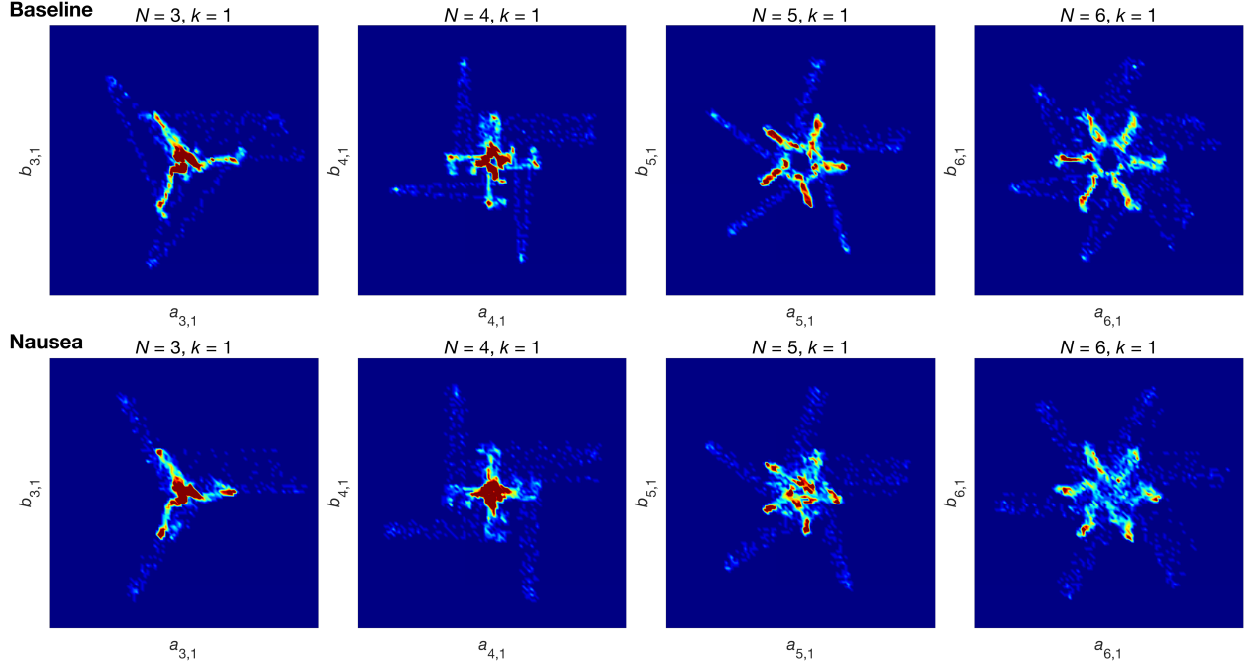 Baseline
N = 3, k = 1 N = 4, k = 1 N = 5, k = 1 N = 6, k = 1
b3,1 b4,1 b5,1 b6,1
a3,1 a4,1 a5,1 a6,1
Nausea
N = 3, k = 1 N = 4, k = 1 N = 5, k = 1 N = 6, k = 1
b3,1 b4,1 b5,1 b6,1
a3,1 a4,1 a5,1 a6,1